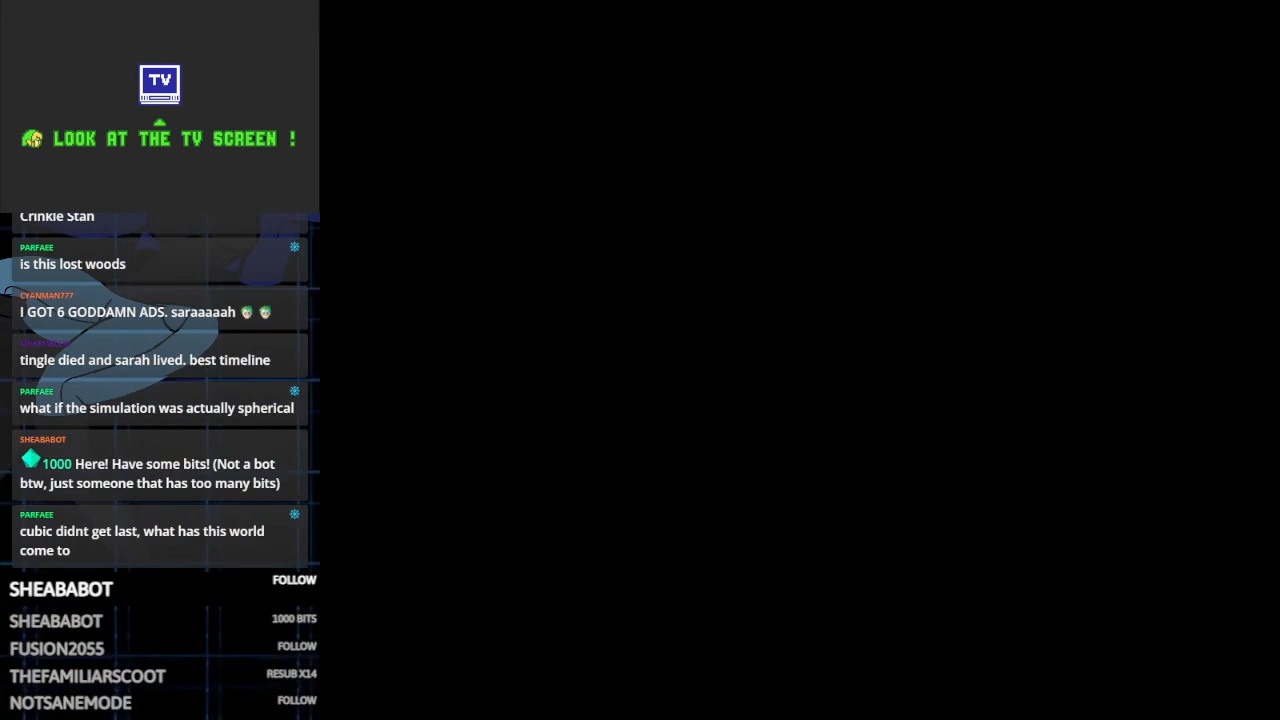 TV
LOOK AT THE TV SCREEN !
Crinkle Stan
PARFAEE
is this lost woods
CYANMAN777
I GOT 6 GODDAMN ADS. saraaaaah
tingle died and sarah lived. best timeline
PARFAEE
what if the simulation was actually spherical
SHEABABOT
1000 Here! Have some bits! (Not a bot
btw, just someone that has too many bits)
PARFAEE
cubic didnt get last, what has this world
come to
SHEABABOT FOLLOW
SHEABABOT 1000 BITS
FUSION2055 FOLLOW
THEFAMILIARSCOOT RESUB X14
NOTSANEMODE FOLLOW